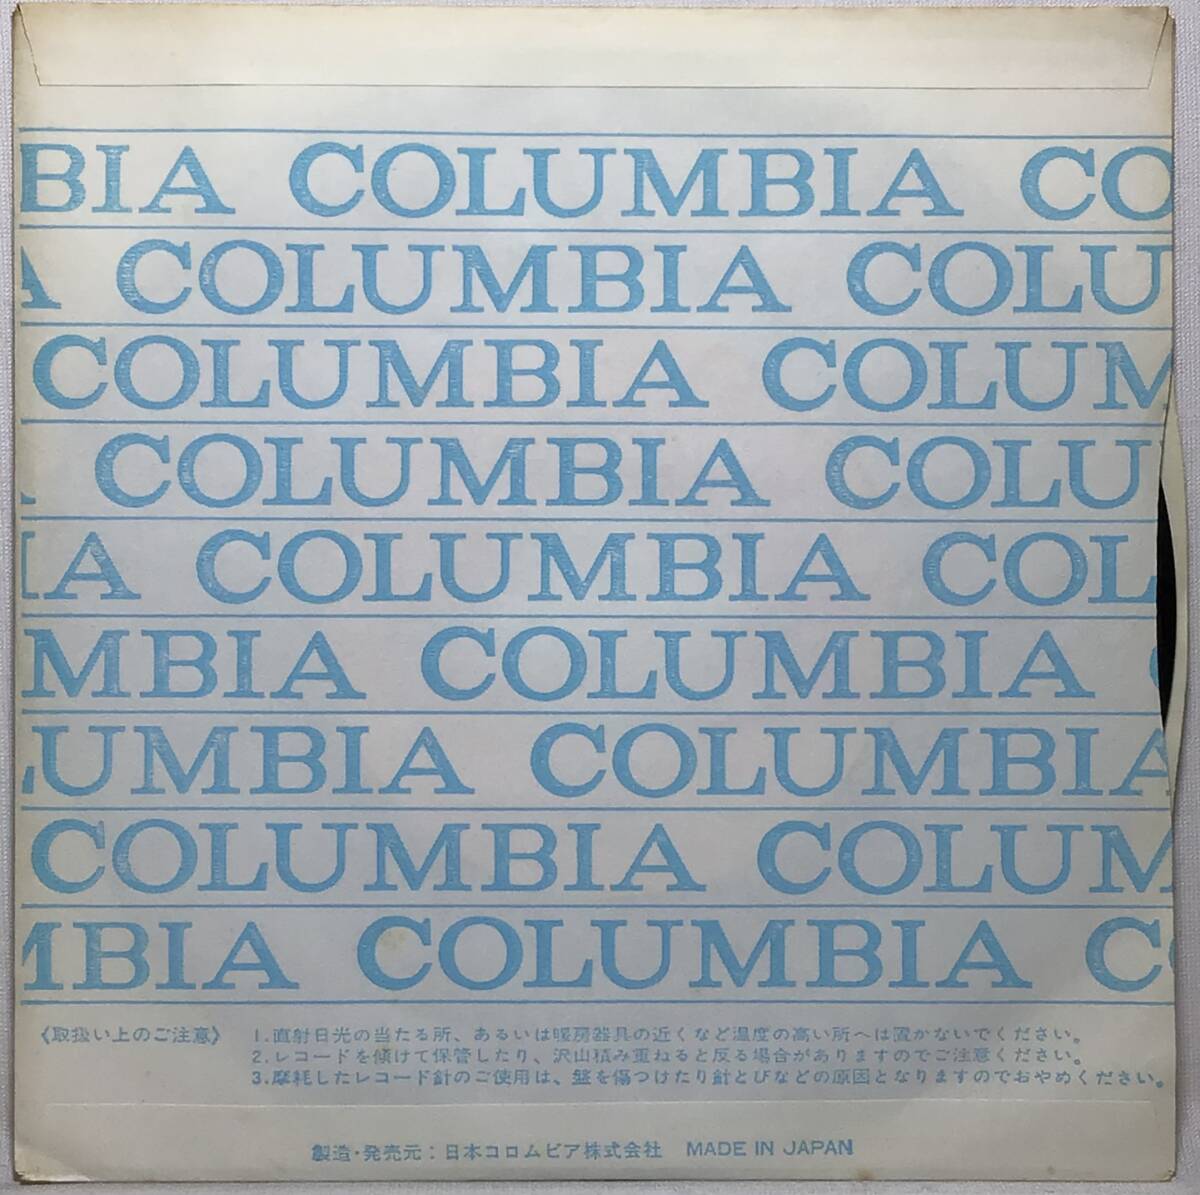 BIA COLUMBIA CO
A COLUMBIA COLU
COLUMBIA COLUM
COLUMBIA COLU
IA COLUMBIA COL
MBIA COLUMBIA C
LUMBIA COLUMBIA
COLUMBIA COLUM
MBIA COLUMBIA C
《取扱い上のご注意》 1.直射日光の当たる所、あるいは暖房器具の近くなど温度の高い所へは置かないでください。
2.レコードを傾けて保管したり、沢山積み重ねると反る場合がありますのでご注意ください。
3.摩耗したレコード針のご使用は、盤を傷つけたり針とびなどの原因となりますのでおやめください。
製造・発売元：日本コロムビア株式会社 MADE IN JAPAN